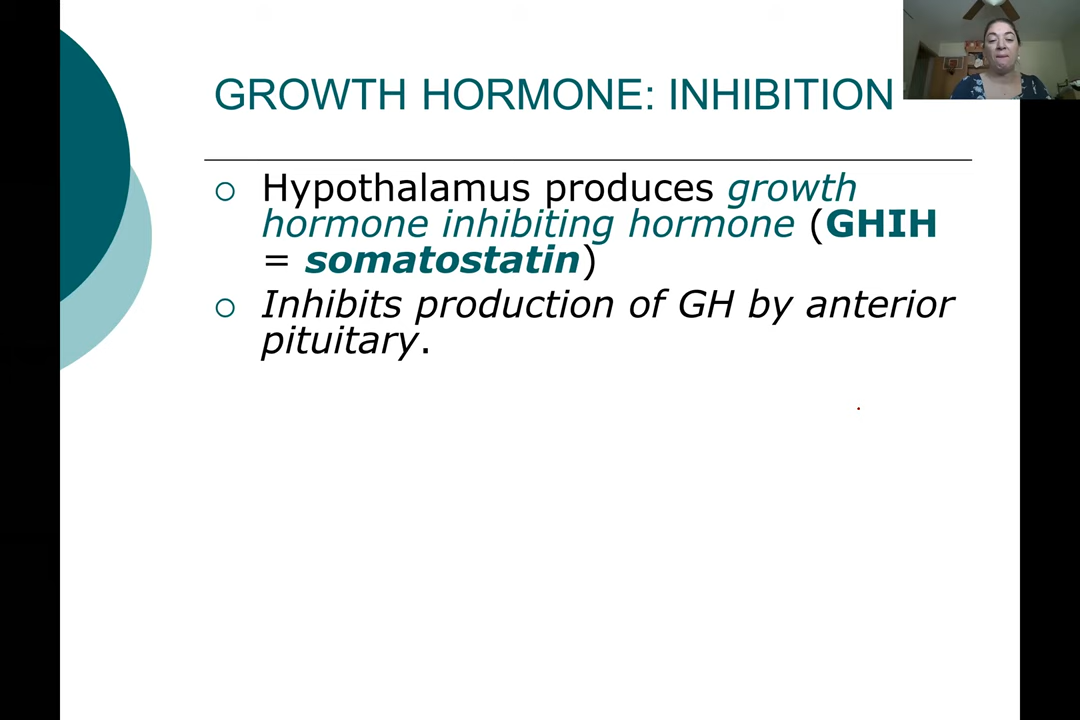 GROWTH HORMONE: INHIBITION
Hypothalamus produces growth
hormone inhibiting hormone (GHIH
= somatostatin)
Inhibits production of GH by anterior
pituitary.